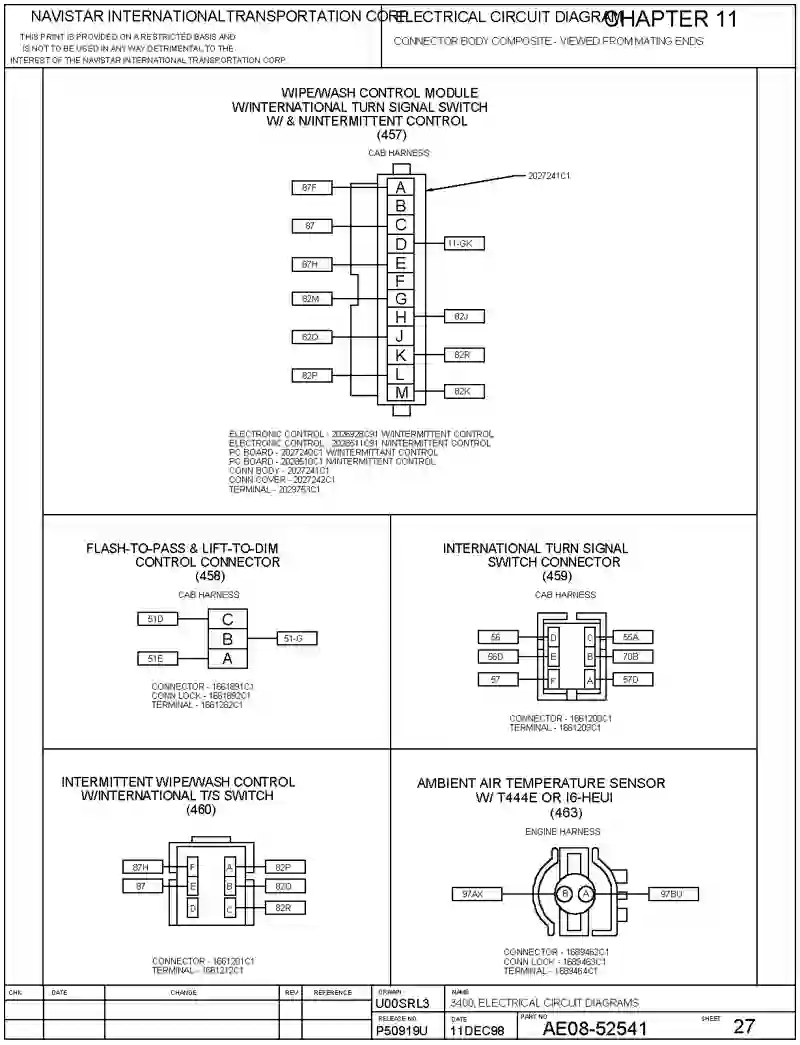 NAVISTAR INTERNATIONAL TRANSPORTATION CORP.
THIS PRINT IS PROVIDED ON A RESTRICTED BASIS AND
IS NOT TO BE USED IN ANY WAY DETRIMENTAL TO THE
INTEREST OF THE NAVISTAR INTERNATIONAL TRANSPORTATION CORP.
ELECTRICAL CIRCUIT DIAGRAM
CHAPTER 11
CONNECTOR BODY COMPOSITE - VIEWED FROM MATING ENDS
WIPE/WASH CONTROL MODULE
W/INTERNATIONAL TURN SIGNAL SWITCH
W/ & N/INTERMITTENT CONTROL
(457)
CAB HARNESS
2027241C1
87F A
B
87 C
D 11-GK
87H E
F
82M G
H 82J
J
K 82R
82P L
M 82K
ELECTRONIC CONTROL - 2026928C91 W/INTERMITTENT CONTROL
ELECTRONIC CONTROL 2028511C91 N/INTERMITTENT CONTROL
PC BOARD - 2027240C1 W/INTERMITTANT CONTROL
PC BOARD - 2028510C1 N/INTERMITTENT CONTROL
CONN BODY - 2027241C1
CONN COVER - 2027242C1
TERMINAL - 2029753C1
FLASH-TO-PASS & LIFT-TO-DIM
CONTROL CONNECTOR
(458)
CAB HARNESS
51D C
B 51-G
51E A
CONNECTOR - 1661891C1
CONN LOCK - 1661892C1
TERMINAL - 1661262C1
INTERNATIONAL TURN SIGNAL
SWITCH CONNECTOR
(459)
CAB HARNESS
56 D C 56A
56D E B 70B
57 F A 57D
CONNECTOR - 1661200C1
TERMINAL - 1661209C1
INTERMITTENT WIPE/WASH CONTROL
W/INTERNATIONAL T/S SWITCH
(460)
87H F A 82P
87 E B
D C 82R
CONNECTOR - 1661201C1
TERMINAL - 1661212C1
AMBIENT AIR TEMPERATURE SENSOR
W/ T444E OR I6-HEUI
(463)
ENGINE HARNESS
97AX B A 97BU
CONNECTOR - 1689462C1
CONN LOCK - 1689463C1
TERMINAL - 1689464C1
CHK DATE CHANGE REV REFERENCE
DRAWN
U00SRL3
NAME
3400, ELECTRICAL CIRCUIT DIAGRAMS
RELEASE NO.
P50919U
DATE
11DEC98
PART NO
AE08-52541
SHEET 27